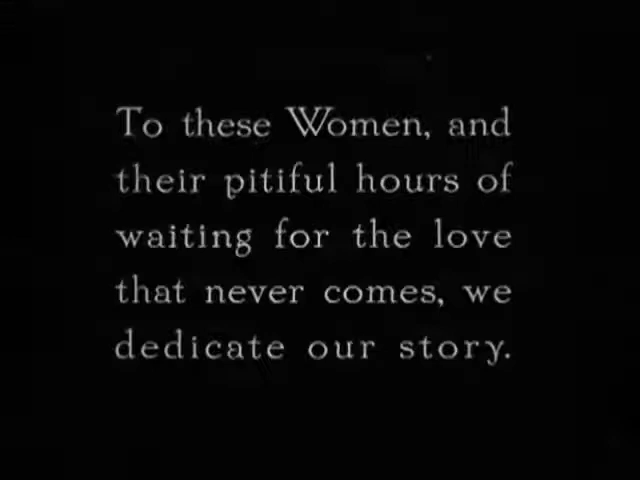 To these Women, and
their pitiful hours of
waiting for the love
that never comes, we
dedicate our story.